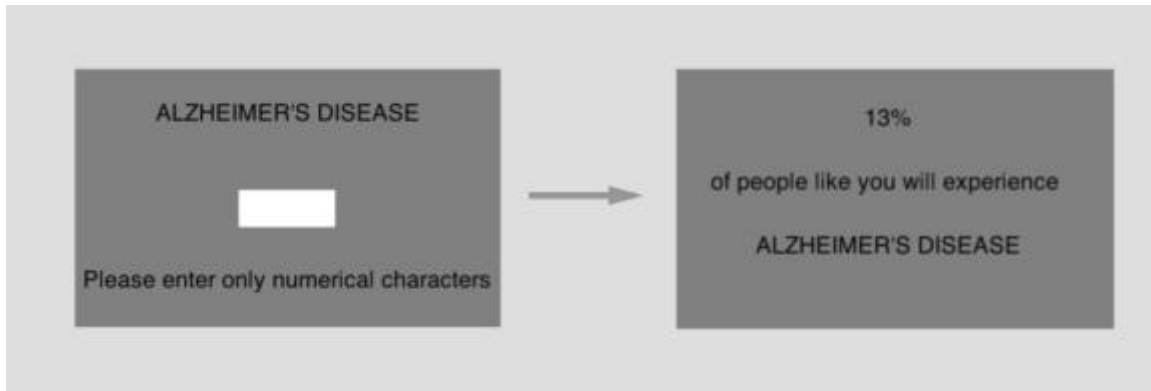 ALZHEIMER'S DISEASE
Please enter only numerical characters
13%
of people like you will experience
ALZHEIMER'S DISEASE